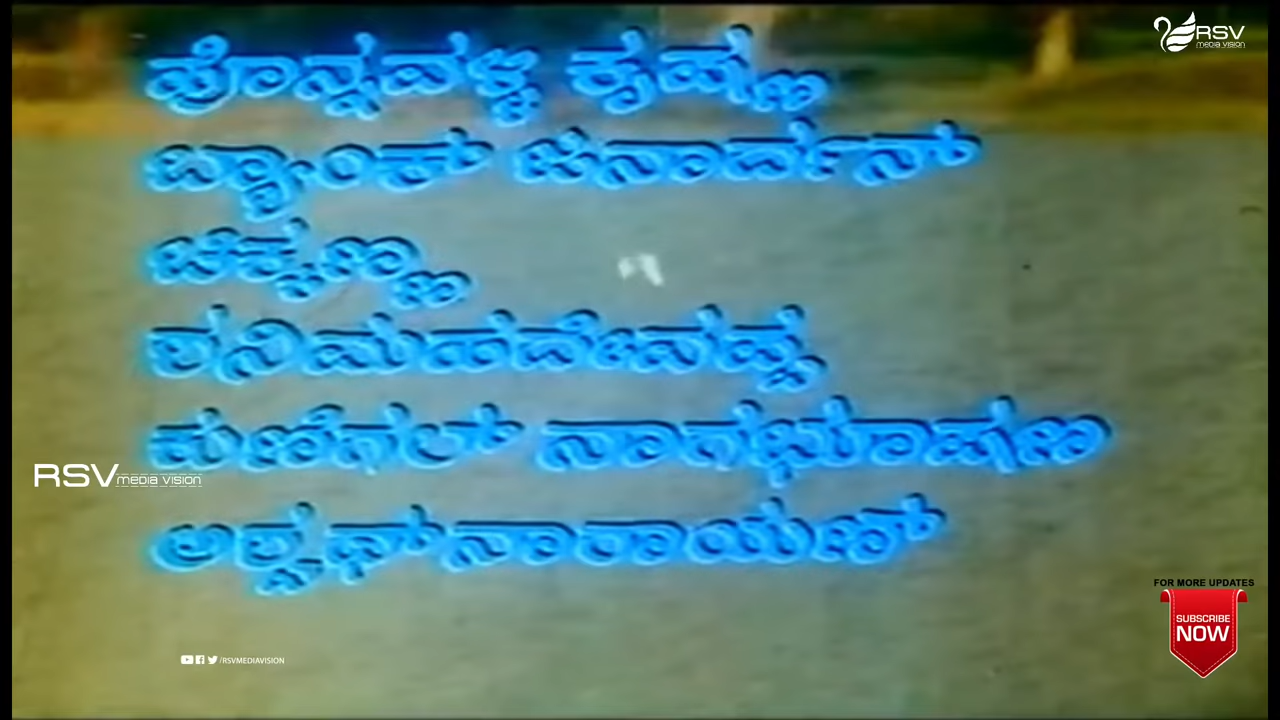 RSV
media vision
ಪೊನ್ನವಳ್ಳಿ ಕೃಷ್ಣ
ಬ್ಯಾಂಕ್ ಜನಾರ್ದನ್
ಚಿಕ್ಕಣ್ಣ
ಶನಿಮಹದೇವಪ್ಪ
ಕುಣಿಗಲ್ ನಾಗಭೂಷಣ
RSV media vision
ಅಶ್ವಥ್‌ನಾರಾಯಣ್
FOR MORE UPDATES
SUBSCRIBE
NOW
/RSVMEDIAVISION